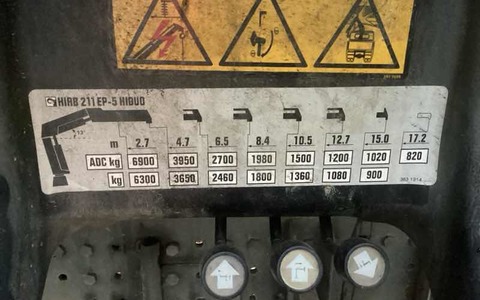 HIAB 211 EP-5 HIDUO
13°
m 2.7 4.7 6.5 8.4 10.5 12.7 15.0 17.2
ADC kg 6900 3950 2700 1980 1500 1200 1020 820
kg 6300 3650 2460 1800 1360 1080 900